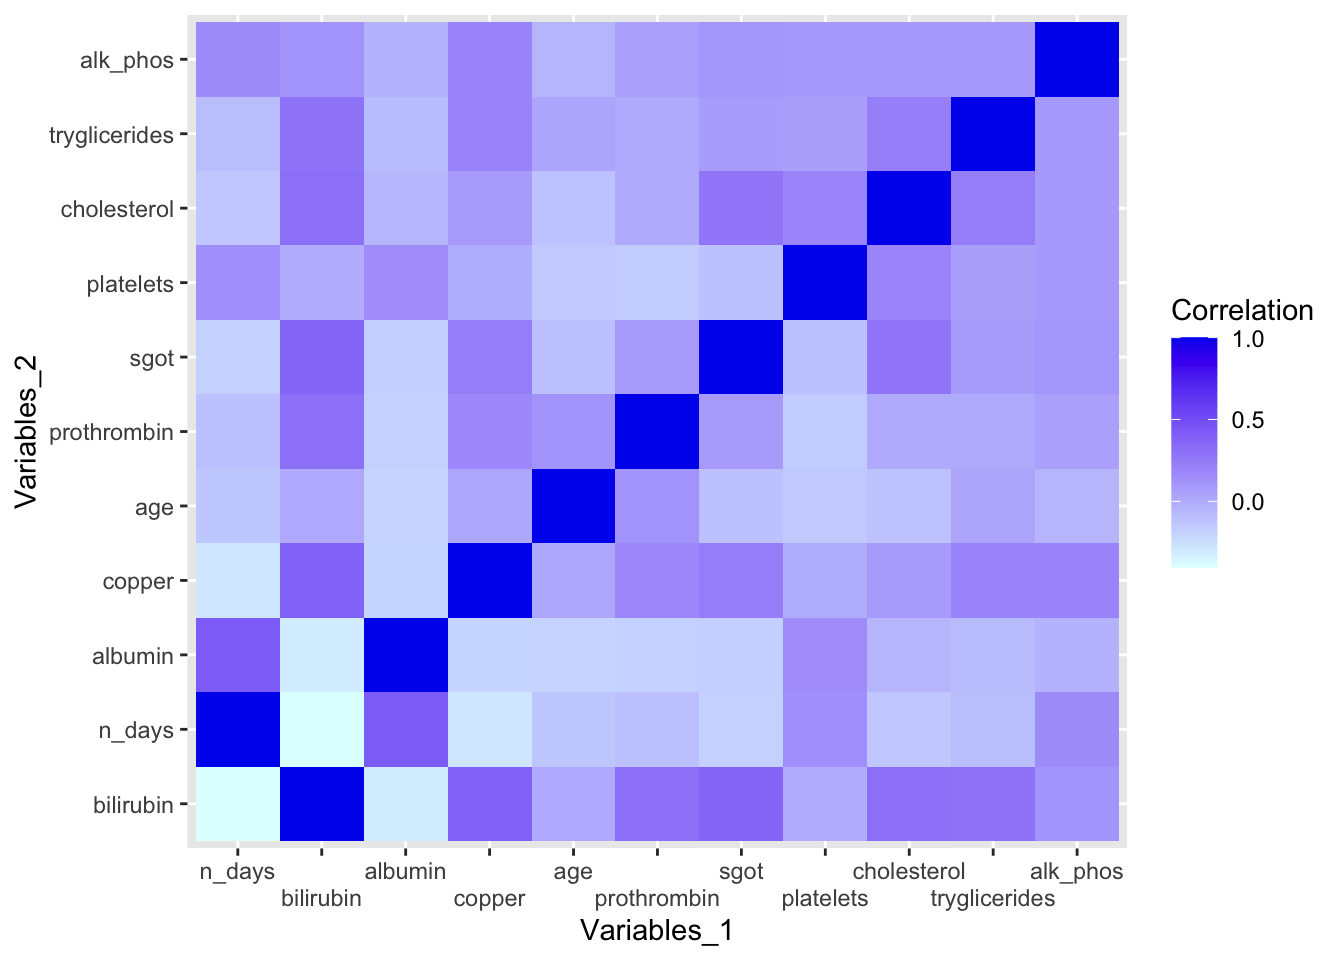 alk_phos
tryglicerides
cholesterol
platelets
sgot
prothrombin
age
copper
albumin
n_days
bilirubin
Variables_2
n_days
bilirubin
albumin
copper
age
prothrombin
sgot
platelets
cholesterol
tryglicerides
alk_phos
Variables_1
Correlation
1.0
0.5
0.0